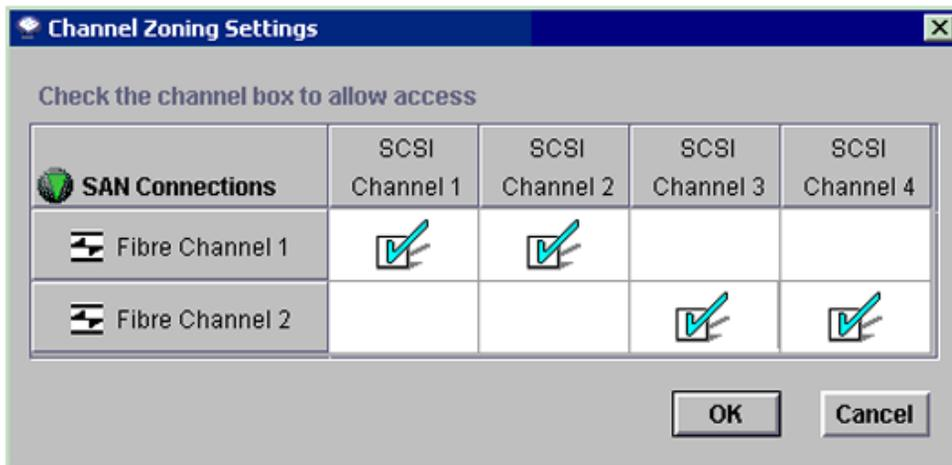 Channel Zoning Settings
Check the channel box to allow access
SAN Connections
SCSI Channel 1
SCSI Channel 2
SCSI Channel 3
SCSI Channel 4
Fibre Channel 1
Fibre Channel 2
OK
Cancel